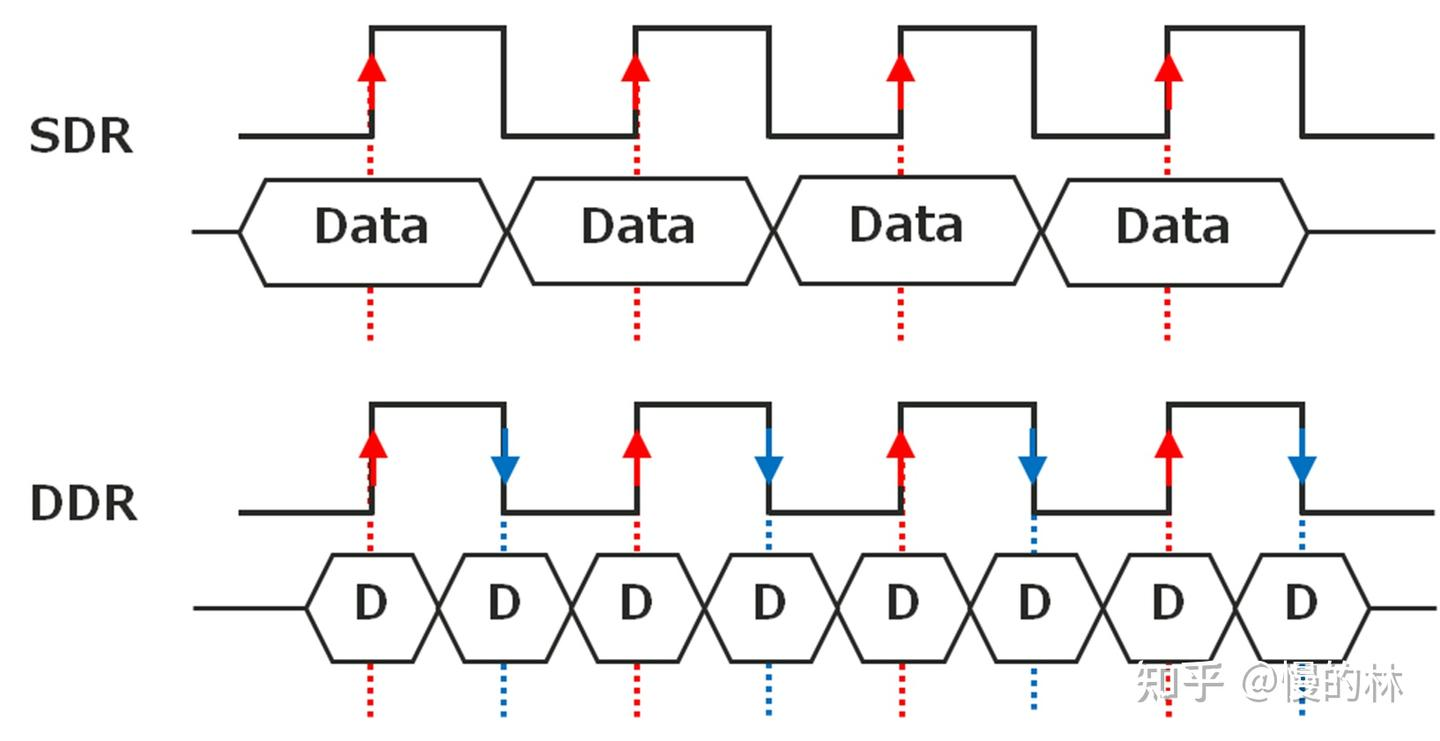 SDR
Data Data Data Data
DDR
D D D D D D D D
知乎 @慢的林